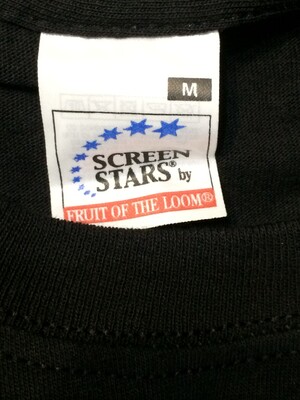 M
SCREEN
STARS® by
FRUIT OF THE LOOM®